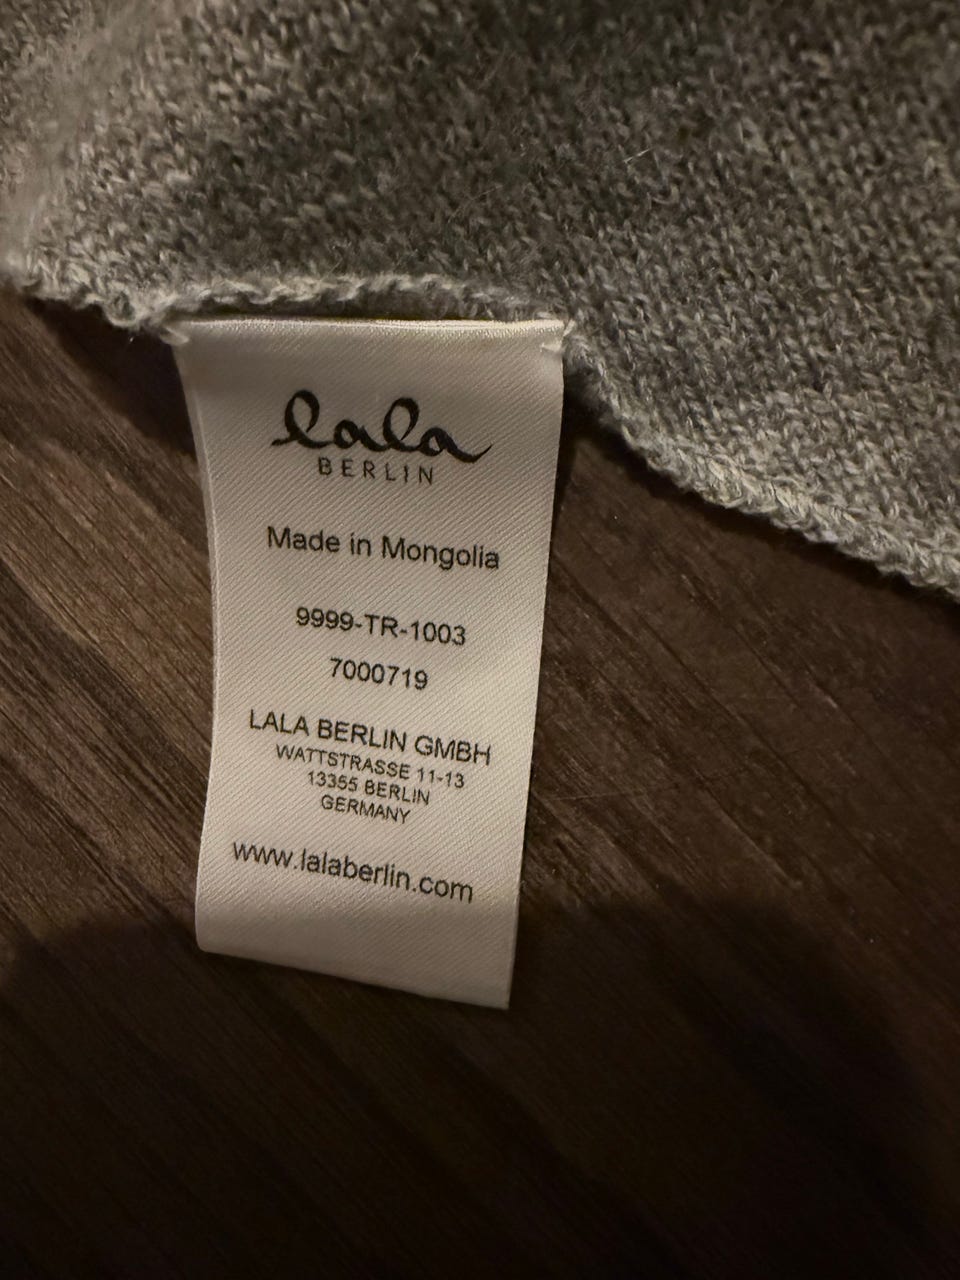 lala
BERLIN
Made in Mongolia
9999-TR-1003
7000719
LALA BERLIN GMBH
WATTSTRASSE 11-13
13355 BERLIN
GERMANY
www.lalaberlin.com